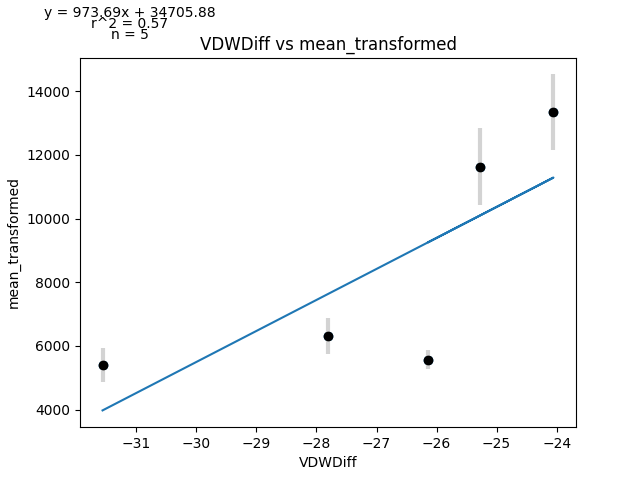 y = 973.69x + 34705.88
r^2 = 0.57
n = 5
VDWDiff vs mean_transformed
14000
12000
10000
8000
6000
4000
mean_transformed
−31 −30 −29 −28 −27 −26 −25 −24
VDWDiff